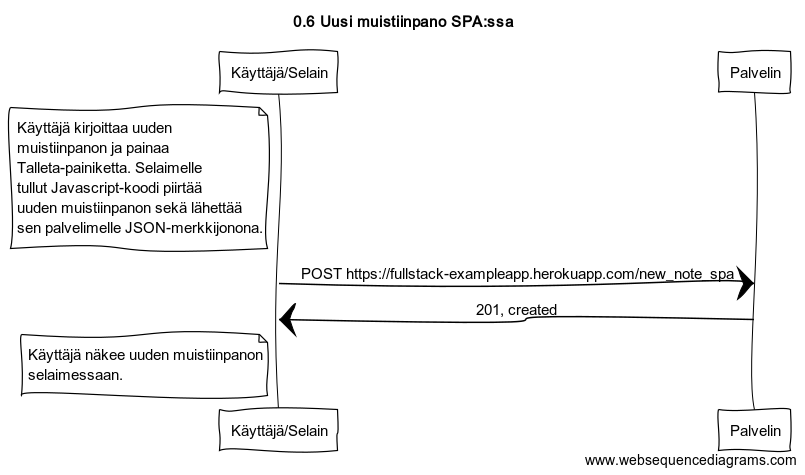 0.6 Uusi muistiinpano SPA:ssa
Käyttäjä/Selain
Palvelin
Käyttäjä kirjoittaa uuden
muistiinpanon ja painaa
Talleta-painiketta. Selaimelle
tullut Javascript-koodi piirtää
uuden muistiinpanon sekä lähettää
sen palvelimelle JSON-merkkijonona.
POST https://fullstack-exampleapp.herokuapp.com/new_note_spa
201, created
Käyttäjä näkee uuden muistiinpanon
selaimessaan.
Käyttäjä/Selain
Palvelin
www.websequencediagrams.com